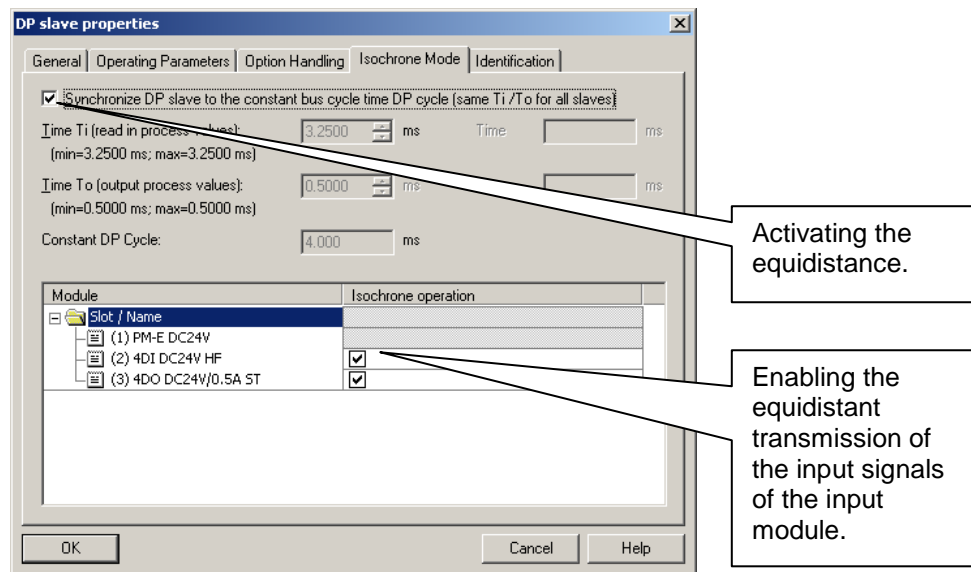 DP slave properties
General Operating Parameters Option Handling Isochrone Mode Identification
Synchronize DP slave to the constant bus cycle time DP cycle (same Ti /To for all slaves)
Time Ti (read in process values): 3.2500 ms Time ms
(min=3.2500 ms; max=3.2500 ms)
Time To (output process values): 0.5000 ms ms
(min=0.5000 ms; max=0.5000 ms)
Constant DP Cycle: 4.000 ms
Module Isochrone operation
Slot / Name
(1) PM-E DC24V
(2) 4DI DC24V HF
(3) 4DO DC24V/0.5A ST
OK Cancel Help
Activating the
equidistance.
Enabling the
equidistant
transmission of
the input signals
of the input
module.